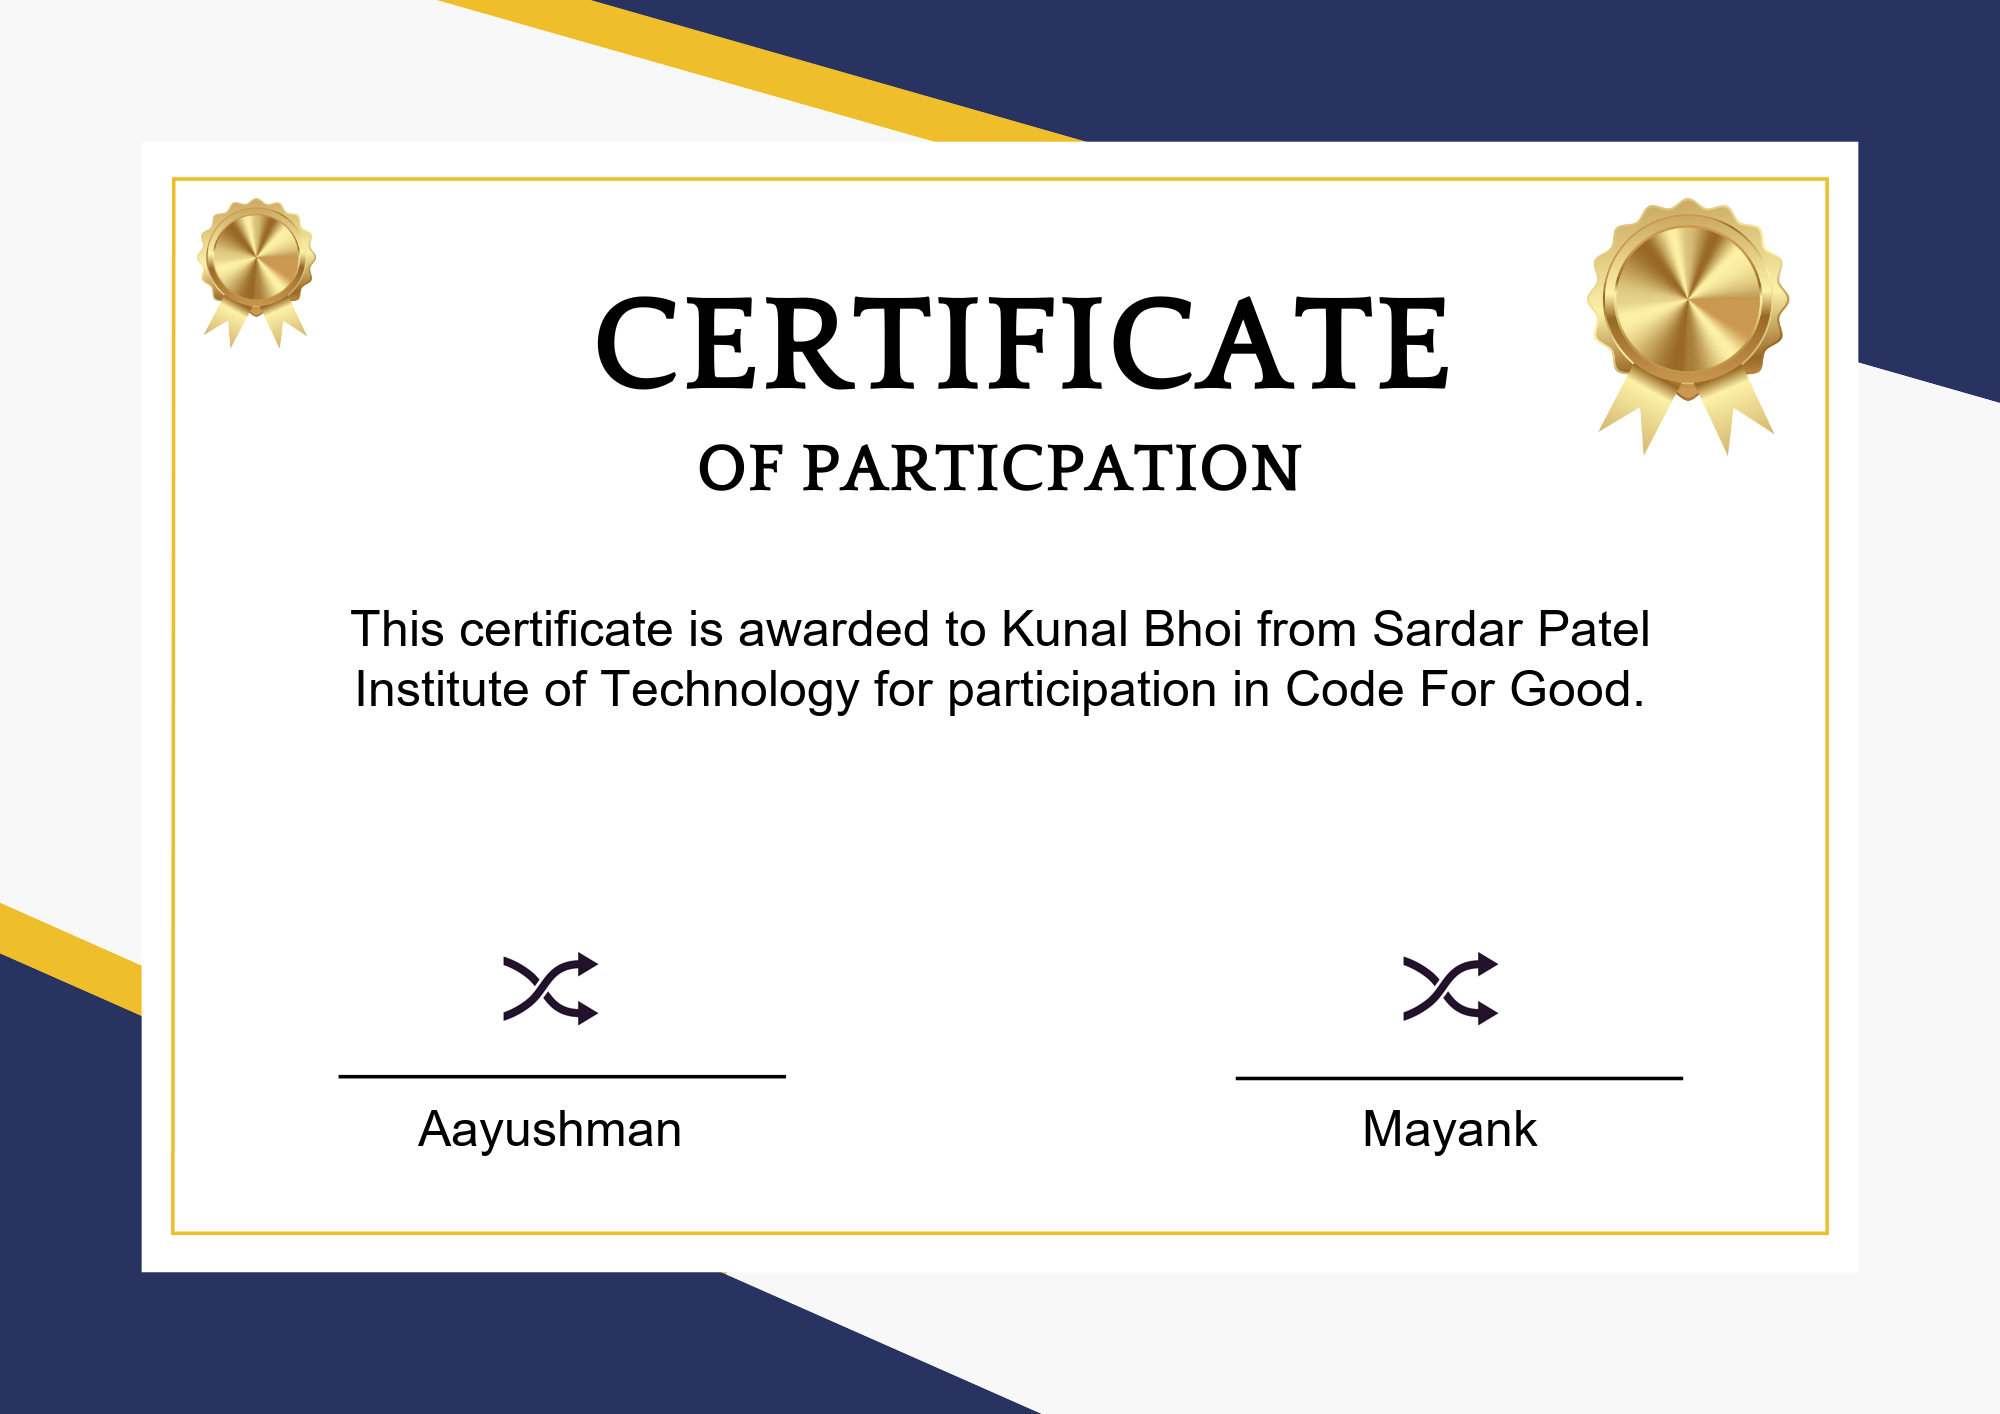 CERTIFICATE
OF PARTICPATION
This certificate is awarded to Kunal Bhoi from Sardar Patel
Institute of Technology for participation in Code For Good.
Aayushman
Mayank